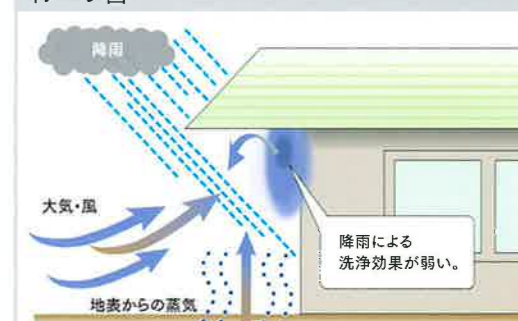 降雨
大気・風
降雨による
洗浄効果が弱い。
地表からの蒸気